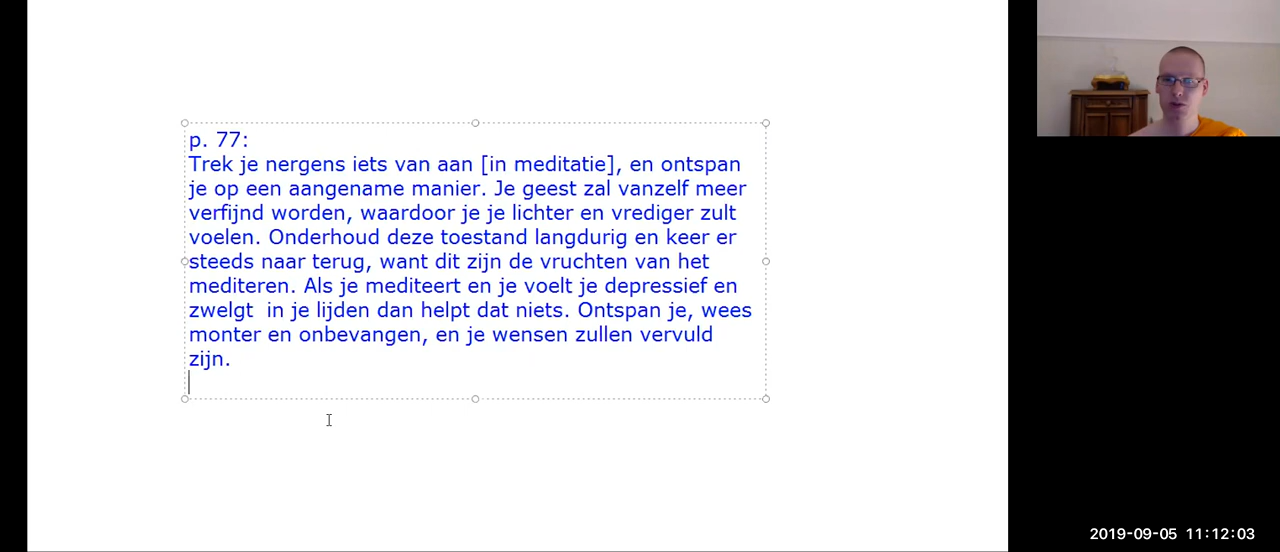 p. 77:
Trek je nergens iets van aan [in meditatie], en ontspan
je op een aangename manier. Je geest zal vanzelf meer
verfijnd worden, waardoor je je lichter en vrediger zult
voelen. Onderhoud deze toestand langdurig en keer er
steeds naar terug, want dit zijn de vruchten van het
mediteren. Als je mediteert en je voelt je depressief en
zwelgt  in je lijden dan helpt dat niets. Ontspan je, wees
monter en onbevangen, en je wensen zullen vervuld
zijn.
2019-09-05 11:12:03